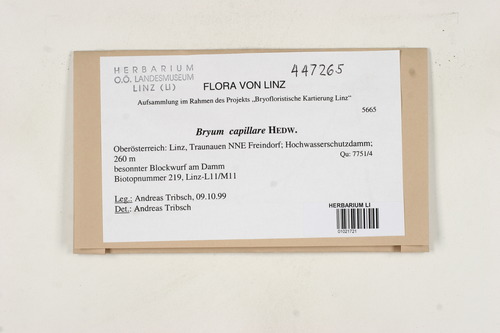 HERBARIUM
O.Ö. LANDESMUSEUM
LINZ (LI)
447265
FLORA VON LINZ
Aufsammlung im Rahmen des Projekts „Bryofloristische Kartierung Linz"
5665
Bryum capillare HEDW.
Oberösterreich: Linz, Traunauen NNE Freindorf; Hochwasserschutzdamm;
260 m
Qu: 7751/4
besonnter Blockwurf am Damm
Biotopnummer 219, Linz-L11/M11
Leg.: Andreas Tribsch, 09.10.99
Det.: Andreas Tribsch
HERBARIUM LI
01021721